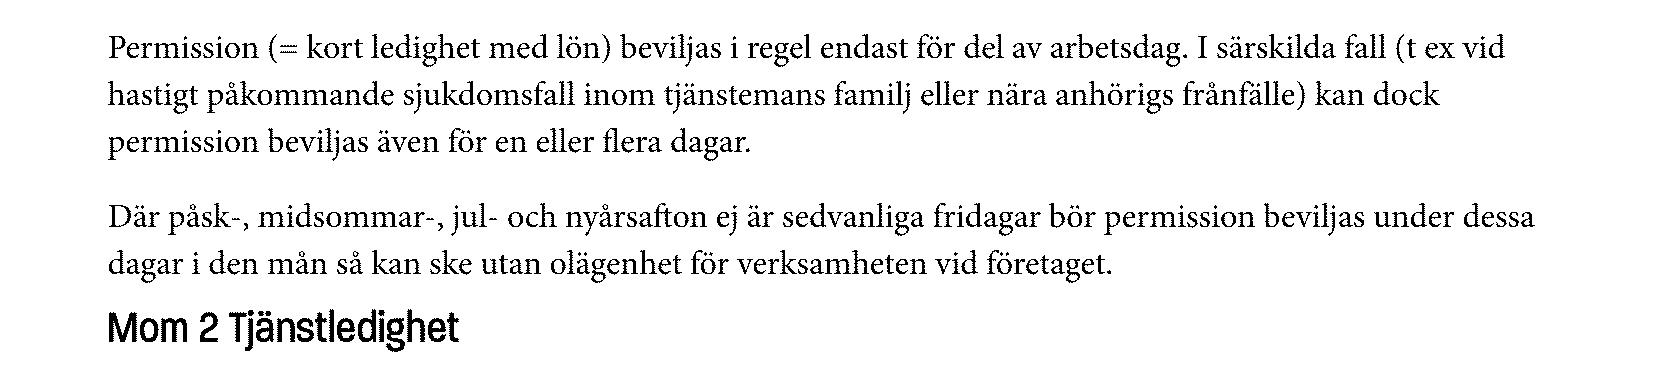 Permission (= kort ledighet med lön) beviljas i regel endast för del av arbetsdag. I särskilda fall (t ex vid
hastigt påkommande sjukdomsfall inom tjänstemans familj eller nära anhörigs frånfälle) kan dock
permission beviljas även för en eller flera dagar.
Där påsk-, midsommar-, jul- och nyårsafton ej är sedvanliga fridagar bör permission beviljas under dessa
dagar i den mån så kan ske utan olägenhet för verksamheten vid företaget.
Mom 2 Tjänstledighet